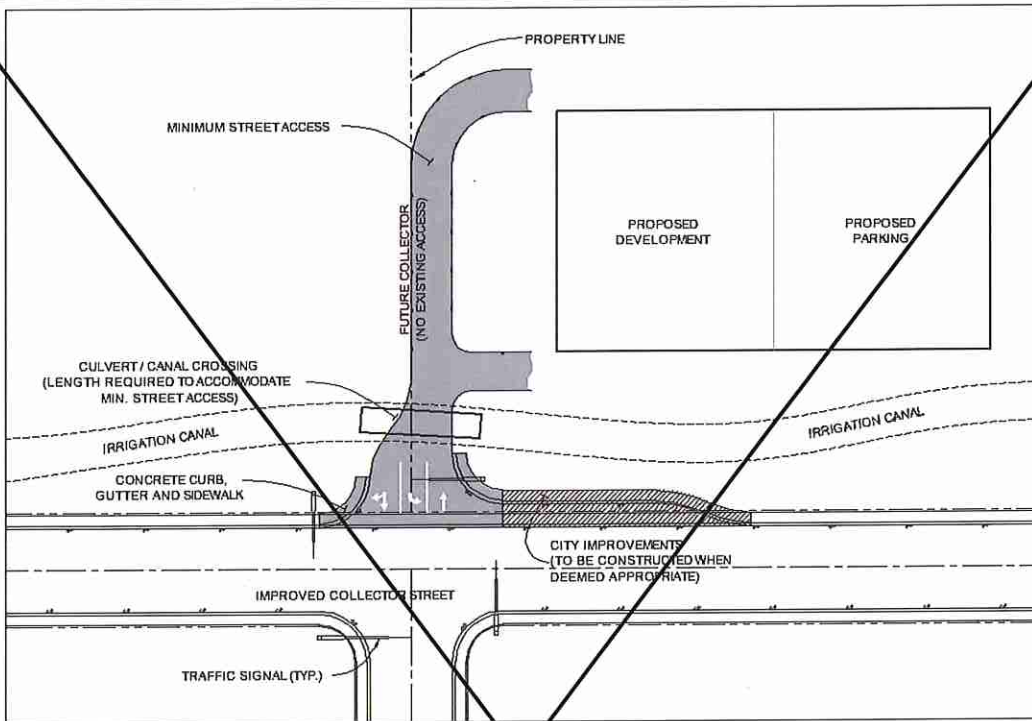 PROPERTY LINE
MINIMUM STREET ACCESS
FUTURE COLLECTOR
(NO EXISTING ACCESS)
PROPOSED
DEVELOPMENT
PROPOSED
PARKING
CULVERT / CANAL CROSSING
(LENGTH REQUIRED TO ACCOMMODATE
MIN. STREET ACCESS)
IRRIGATION CANAL
IRRIGATION CANAL
CONCRETE CURB,
GUTTER AND SIDEWALK
CITY IMPROVEMENTS
(TO BE CONSTRUCTED WHEN
DEEMED APPROPRIATE)
IMPROVED COLLECTOR STREET
TRAFFIC SIGNAL (TYP.)